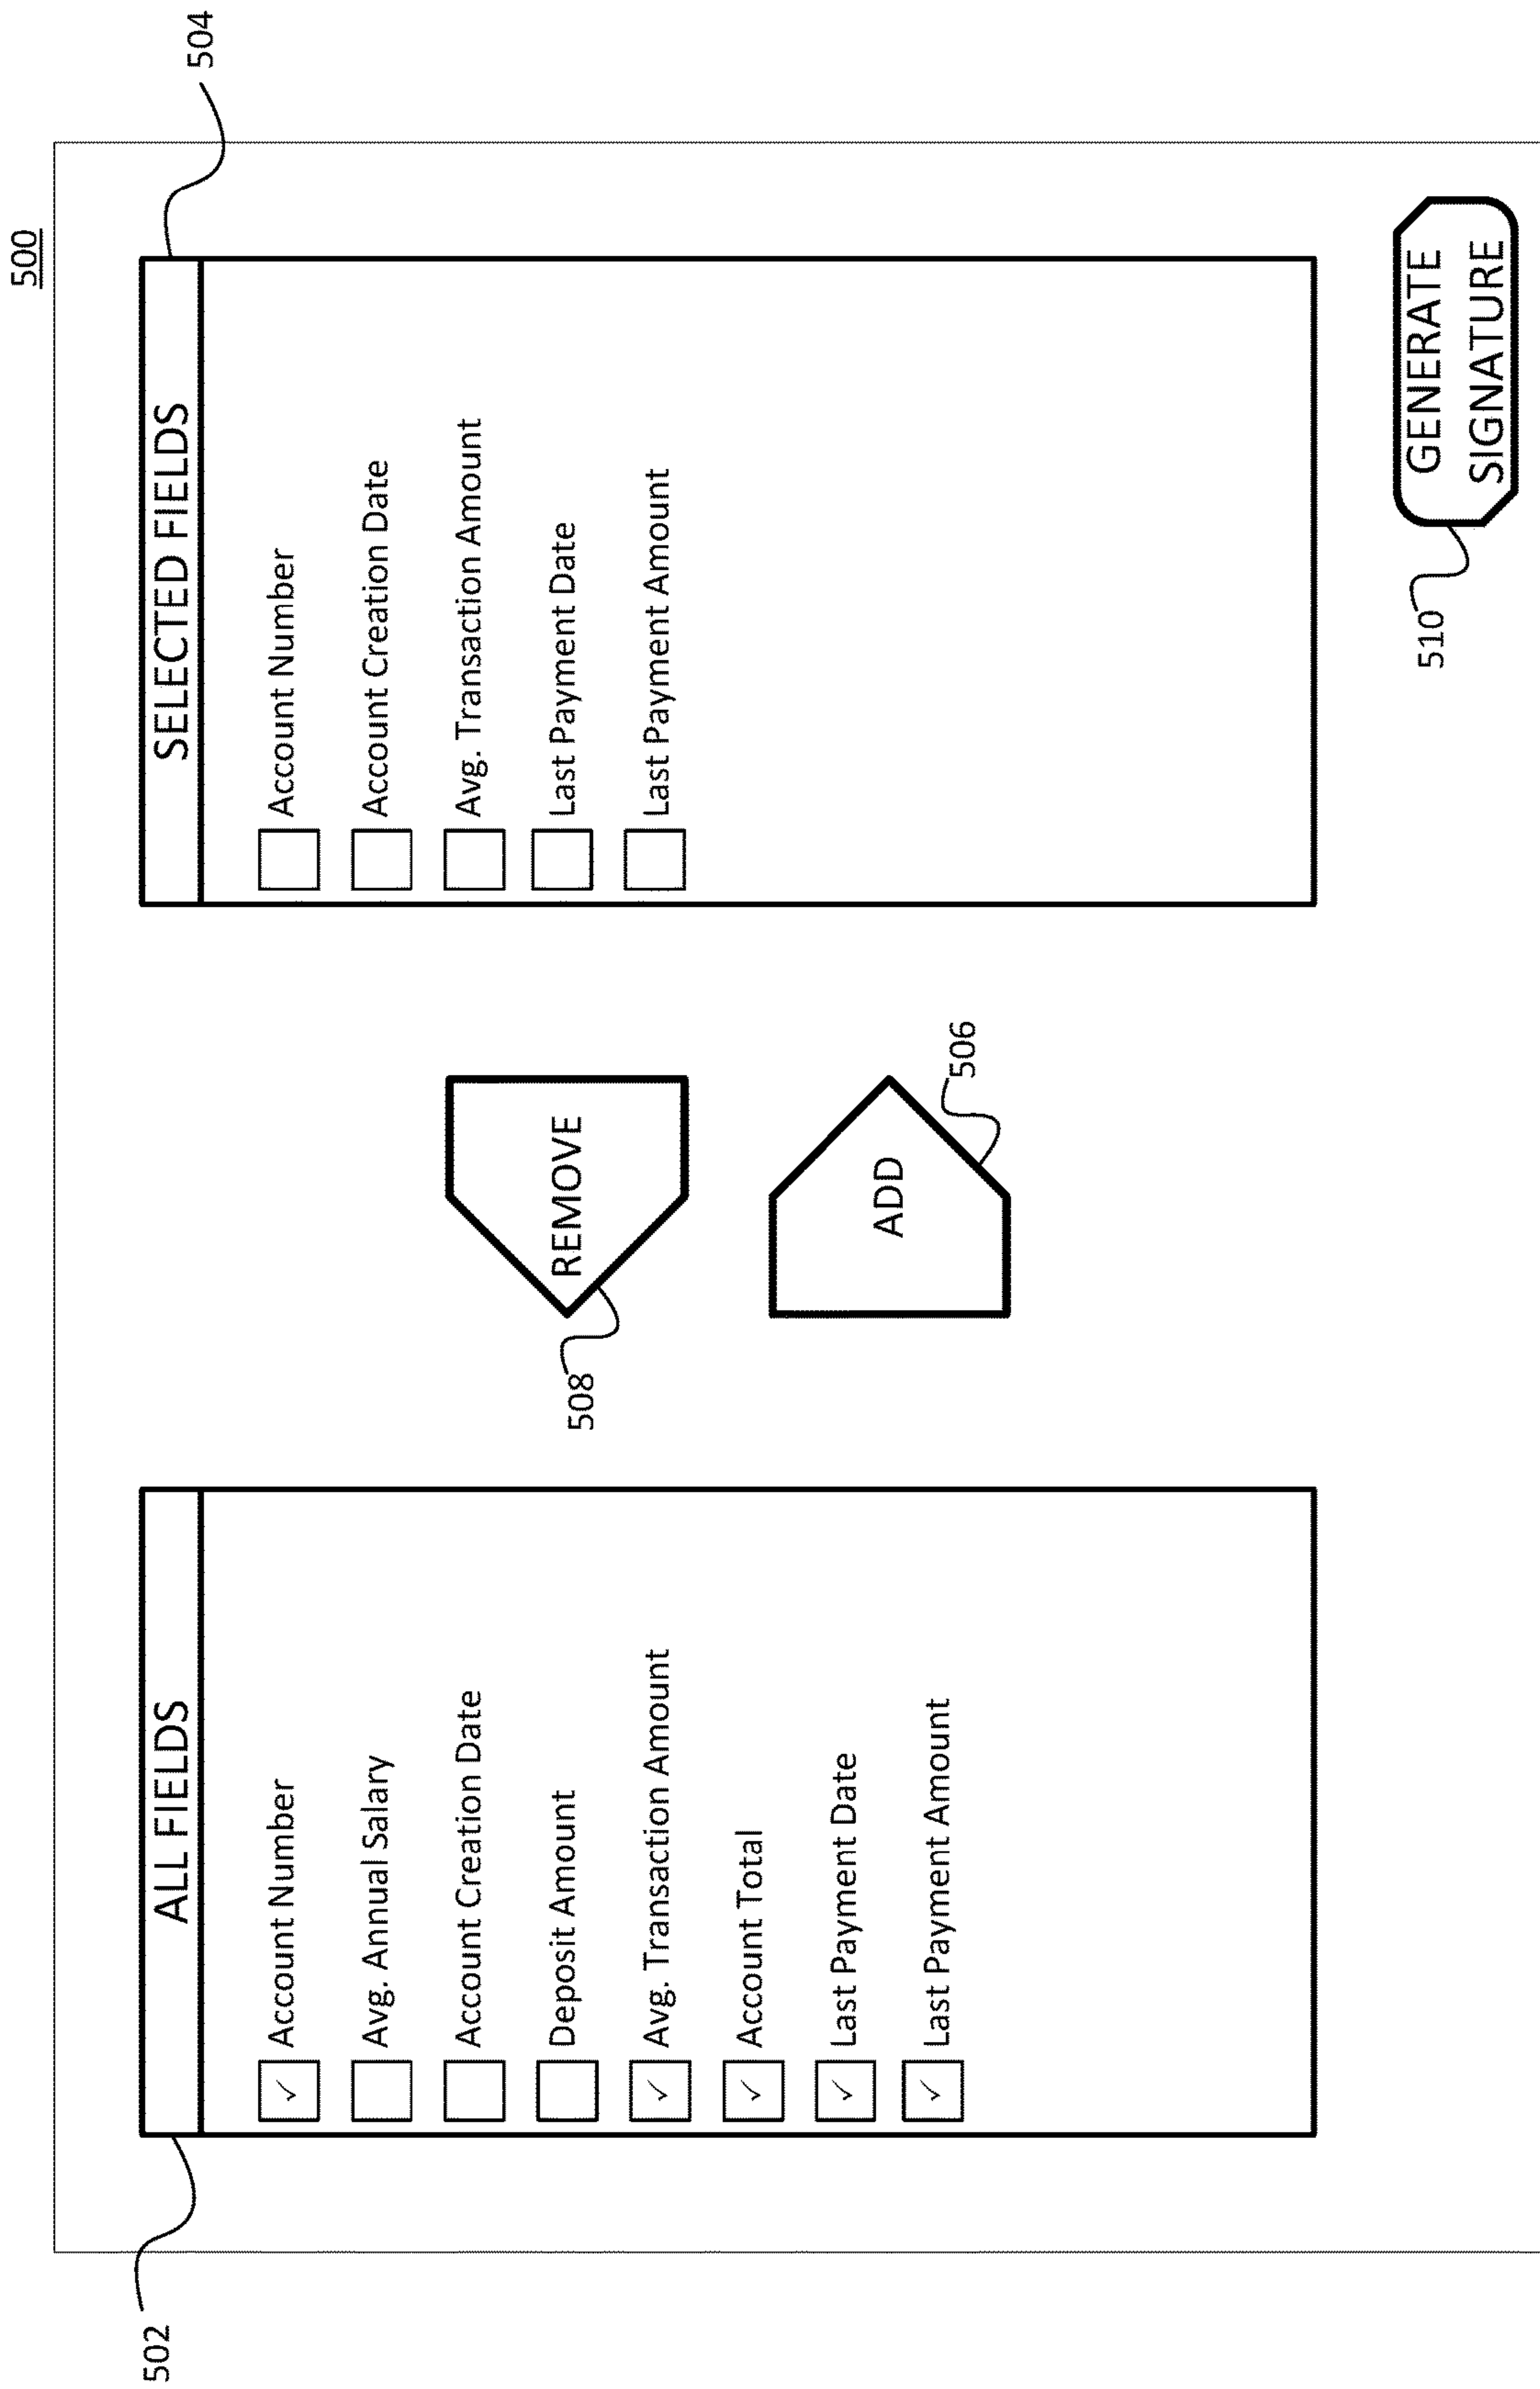 500
502
ALL FIELDS
✓ Account Number
Avg. Annual Salary
Account Creation Date
Deposit Amount
✓ Avg. Transaction Amount
✓ Account Total
✓ Last Payment Date
✓ Last Payment Amount
508
REMOVE
ADD
506
504
SELECTED FIELDS
Account Number
Account Creation Date
Avg. Transaction Amount
Last Payment Date
Last Payment Amount
510
GENERATE
SIGNATURE